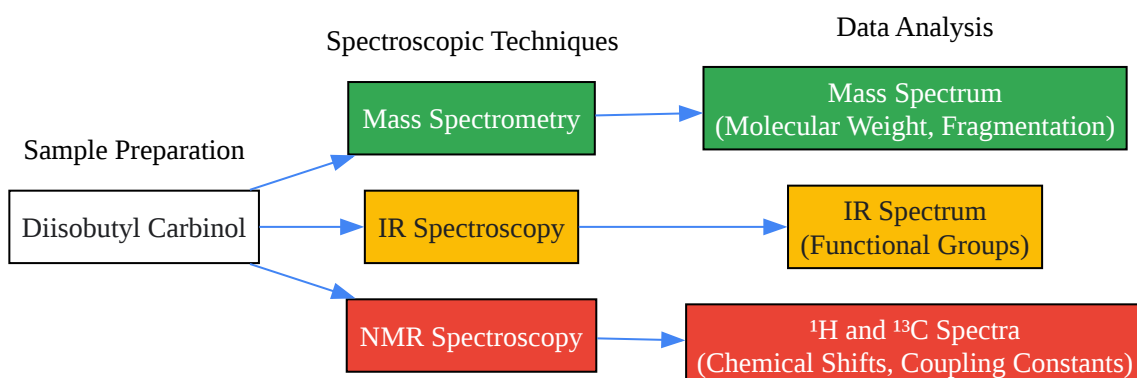 Sample Preparation
Spectroscopic Techniques
Data Analysis
Diisobutyl Carbinol
Mass Spectrometry
Mass Spectrum
(Molecular Weight, Fragmentation)
IR Spectroscopy
IR Spectrum
(Functional Groups)
NMR Spectroscopy
¹H and ¹³C Spectra
(Chemical Shifts, Coupling Constants)